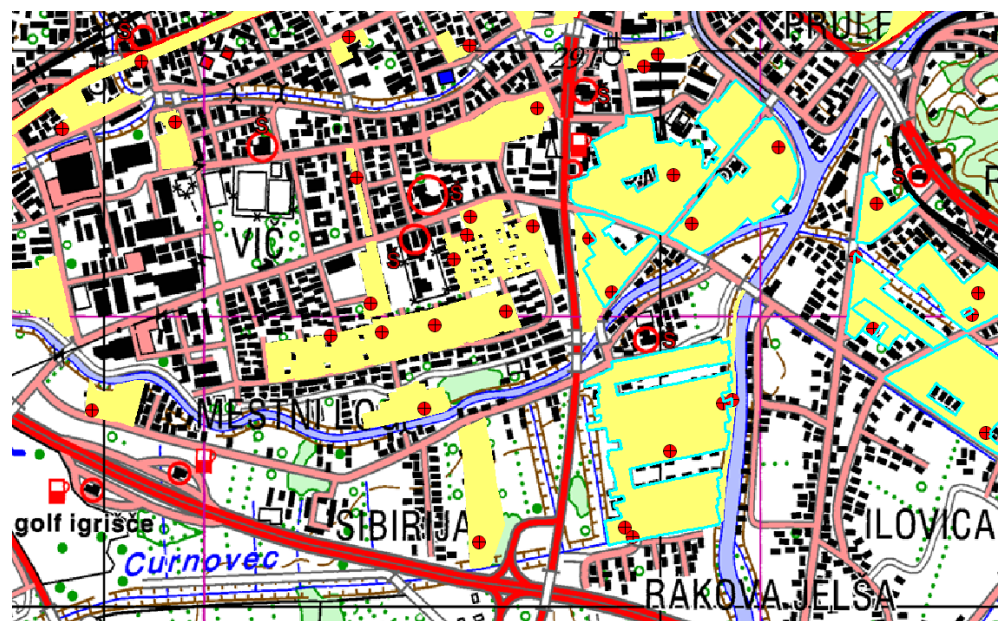 PRULE
291
S
S
S
S
S
S
VIČ
S
MESTNI LOG
golf igrišče
SIBIRIJA
ILOVICA
Curnovec
RAKOVA JELŠA